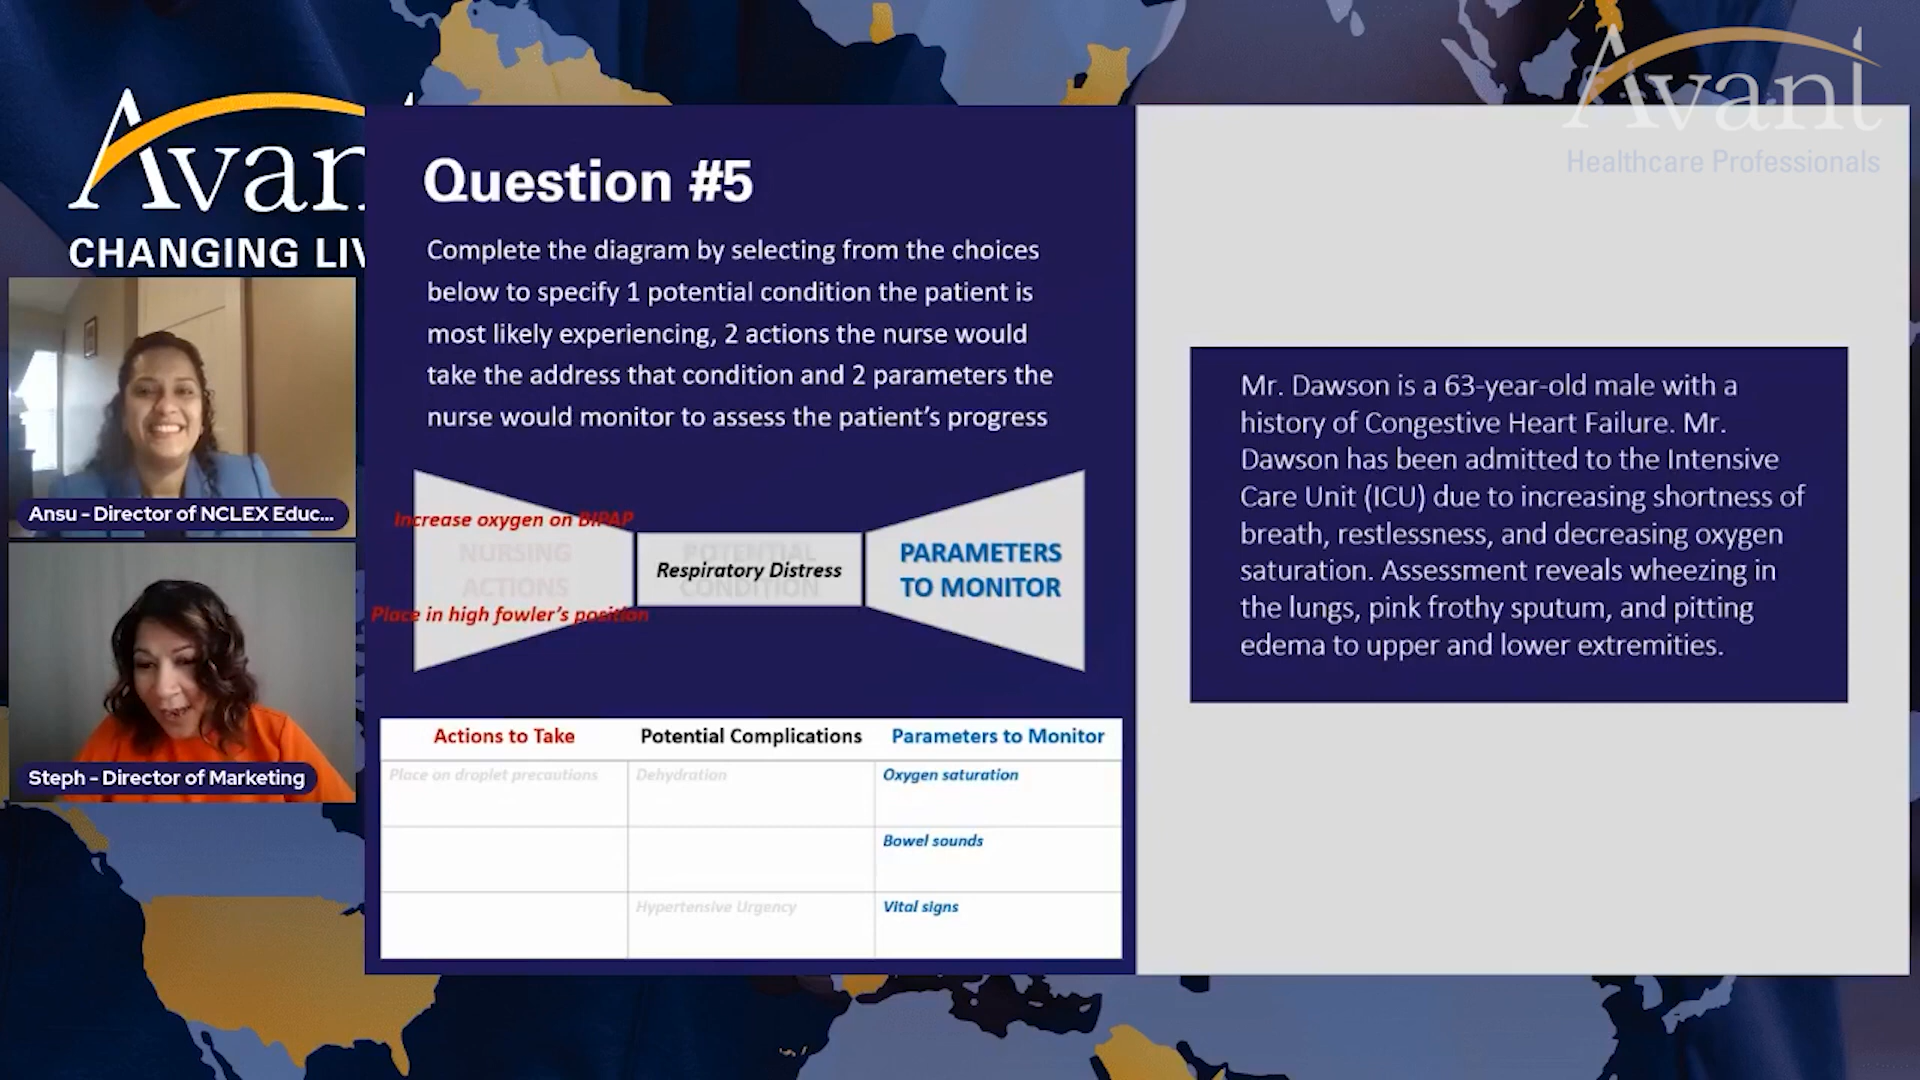 Avant
Healthcare Professionals
Avan
CHANGING LIV
Ansu - Director of NCLEX Educ...
Steph - Director of Marketing
Question #5
Complete the diagram by selecting from the choices
below to specify 1 potential condition the patient is
most likely experiencing, 2 actions the nurse would
take the address that condition and 2 parameters the
nurse would monitor to assess the patient's progress
Increase oxygen on BIPAP
NURSING
ACTIONS
Place in high fowler's position
POTENTIAL
CONDITION
Respiratory Distress
PARAMETERS
TO MONITOR
Actions to Take Potential Complications Parameters to Monitor
Place on droplet precautions Dehydration Oxygen saturation
Bowel sounds
Hypertensive Urgency Vital signs
Mr. Dawson is a 63-year-old male with a
history of Congestive Heart Failure. Mr.
Dawson has been admitted to the Intensive
Care Unit (ICU) due to increasing shortness of
breath, restlessness, and decreasing oxygen
saturation. Assessment reveals wheezing in
the lungs, pink frothy sputum, and pitting
edema to upper and lower extremities.